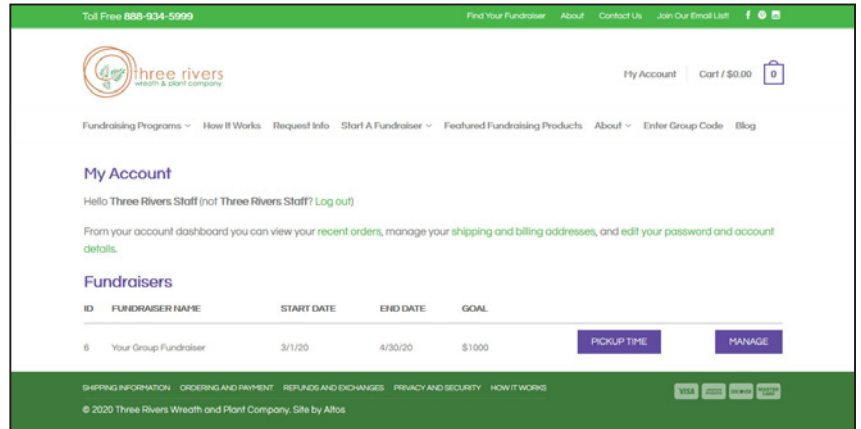 Toll Free 888-934-5999 Find Your Fundraiser About Contact Us Join Our Email List!
three rivers
wreath & plant company
My Account Cart / $0.00 0
Fundraising Programs How It Works Request Info Start A Fundraiser Featured Fundraising Products About Enter Group Code Blog
My Account
Hello Three Rivers Staff (not Three Rivers Staff? Log out)
From your account dashboard you can view your recent orders, manage your shipping and billing addresses, and edit your password and account
details.
Fundraisers
ID FUNDRAISER NAME START DATE END DATE GOAL
6 Your Group Fundraiser 3/1/20 4/30/20 $1000 PICKUP TIME MANAGE
SHIPPING INFORMATION ORDERING AND PAYMENT REFUNDS AND EXCHANGES PRIVACY AND SECURITY HOW IT WORKS
VISA DISCOVER MASTER CARD
© 2020 Three Rivers Wreath and Plant Company. Site by Altos